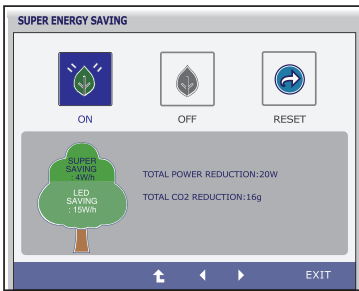 SUPER ENERGY SAVING
ON
OFF
RESET
SUPER
SAVING
: 4W/h
LED
SAVING
: 15W/h
TOTAL POWER REDUCTION:20W
TOTAL CO2 REDUCTION:16g
EXIT